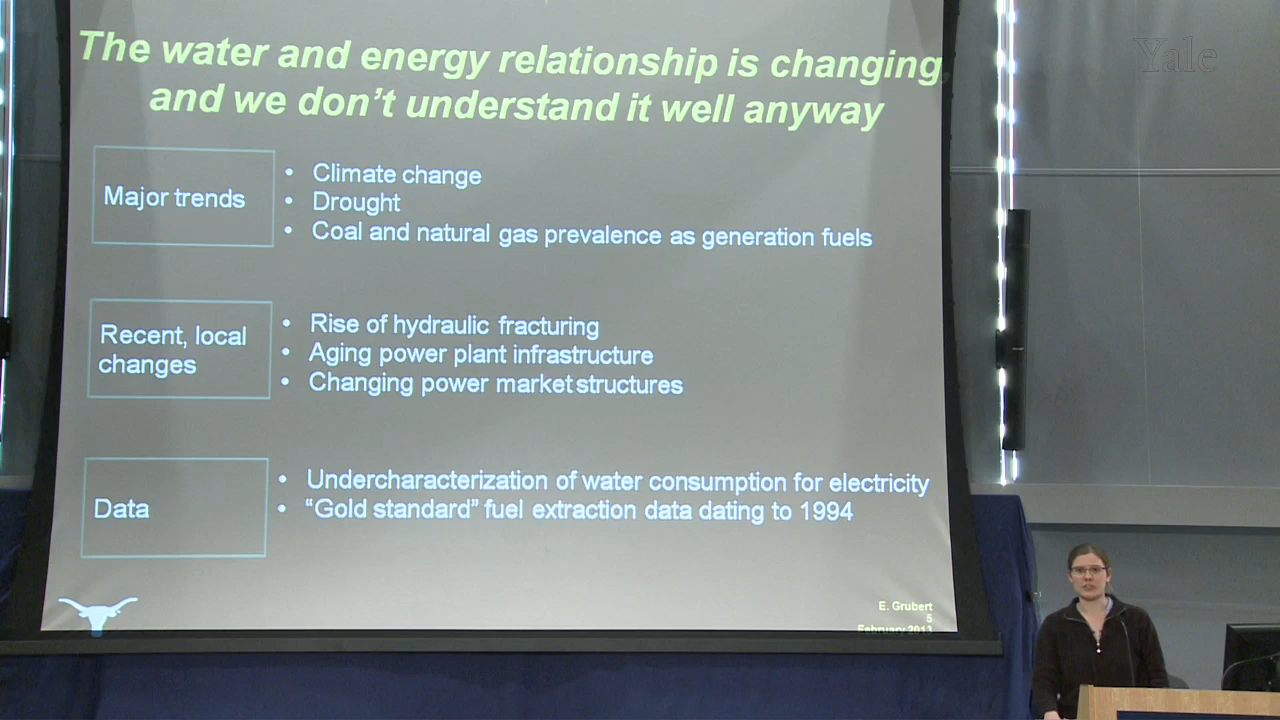 Yale
The water and energy relationship is changing,
and we don't understand it well anyway
Major trends
• Climate change
• Drought
• Coal and natural gas prevalence as generation fuels
Recent, local
changes
• Rise of hydraulic fracturing
• Aging power plant infrastructure
• Changing power market structures
Data
• Undercharacterization of water consumption for electricity
• “Gold standard” fuel extraction data dating to 1994
E. Grubert
5
February 2013